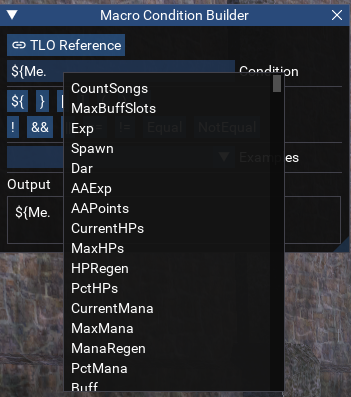 Macro Condition Builder
TLO Reference
${Me. Condition
${ } [
! && != Equal NotEqual
Examples
Output
${Me.
CountSongs
MaxBuffSlots
Exp
Spawn
Dar
AAExp
AAPoints
CurrentHPs
MaxHPs
HPRegen
PctHPs
CurrentMana
MaxMana
ManaRegen
PctMana
Buff